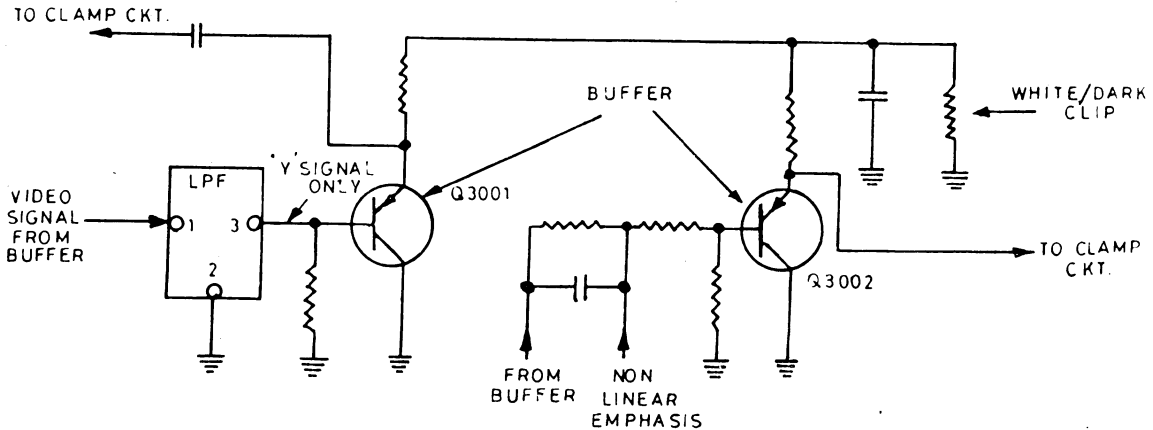 TO CLAMP CKT.
BUFFER
WHITE/DARK
CLIP
'Y' SIGNAL
ONLY
LPF
Q3001
VIDEO
SIGNAL
FROM
BUFFER
1
3
2
TO CLAMP
CKT.
Q3002
FROM
BUFFER
NON
LINEAR
EMPHASIS